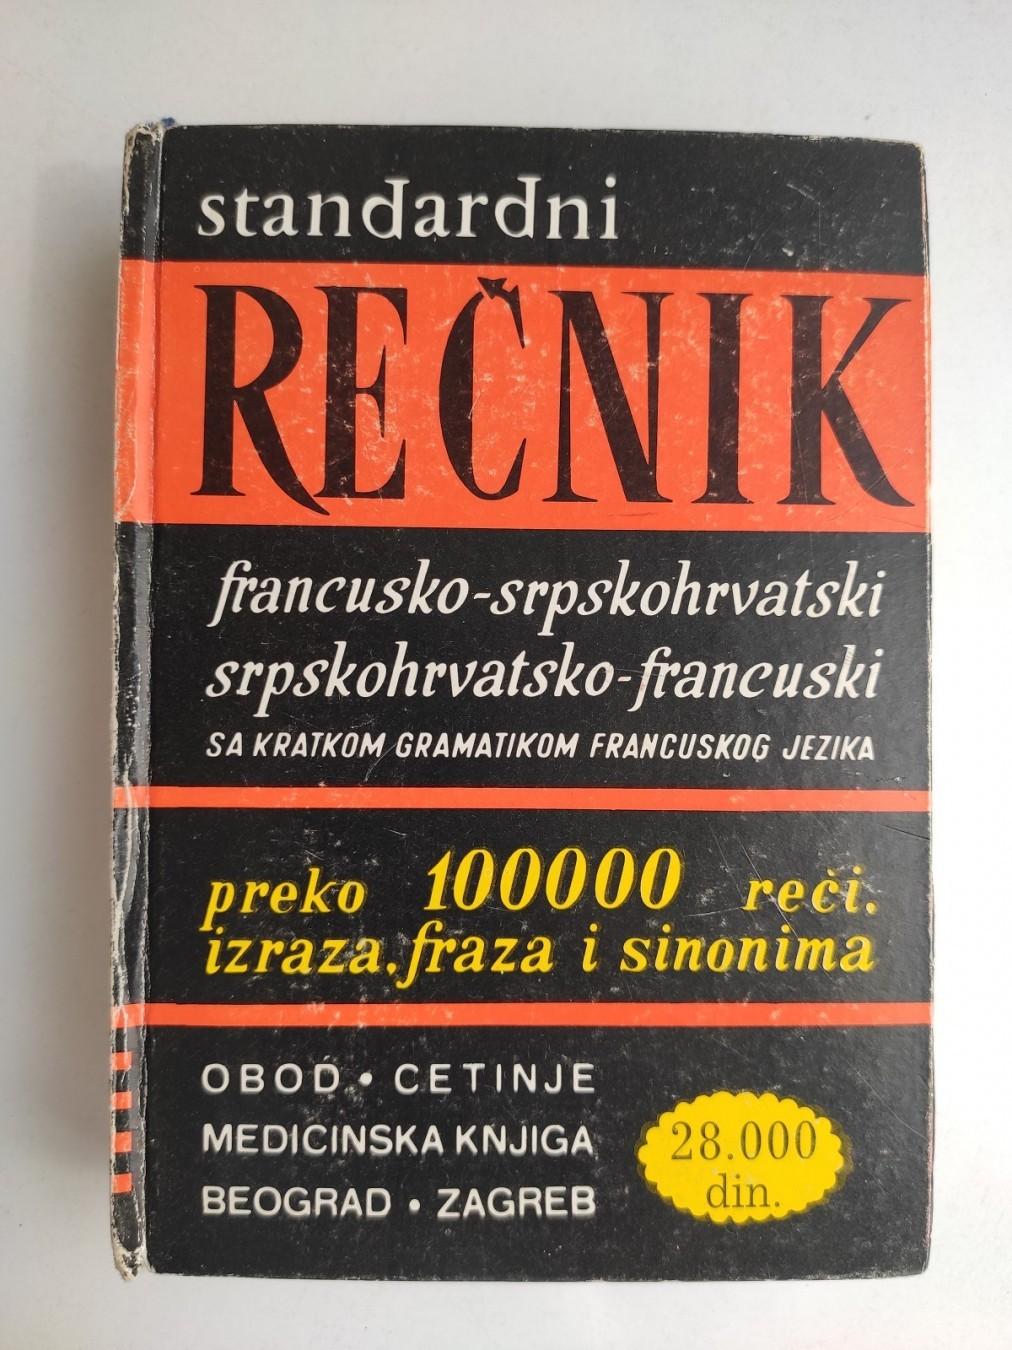 standardni
REČNIK
francusko-srpskohrvatski
srpskohrvatsko-francuski
SA KRATKOM GRAMATIKOM FRANCUSKOG JEZIKA
preko 100000 reči.
izraza, fraza i sinonima
OBOD • CETINJE
MEDICINSKA KNJIGA
BEOGRAD • ZAGREB
28.000
din.